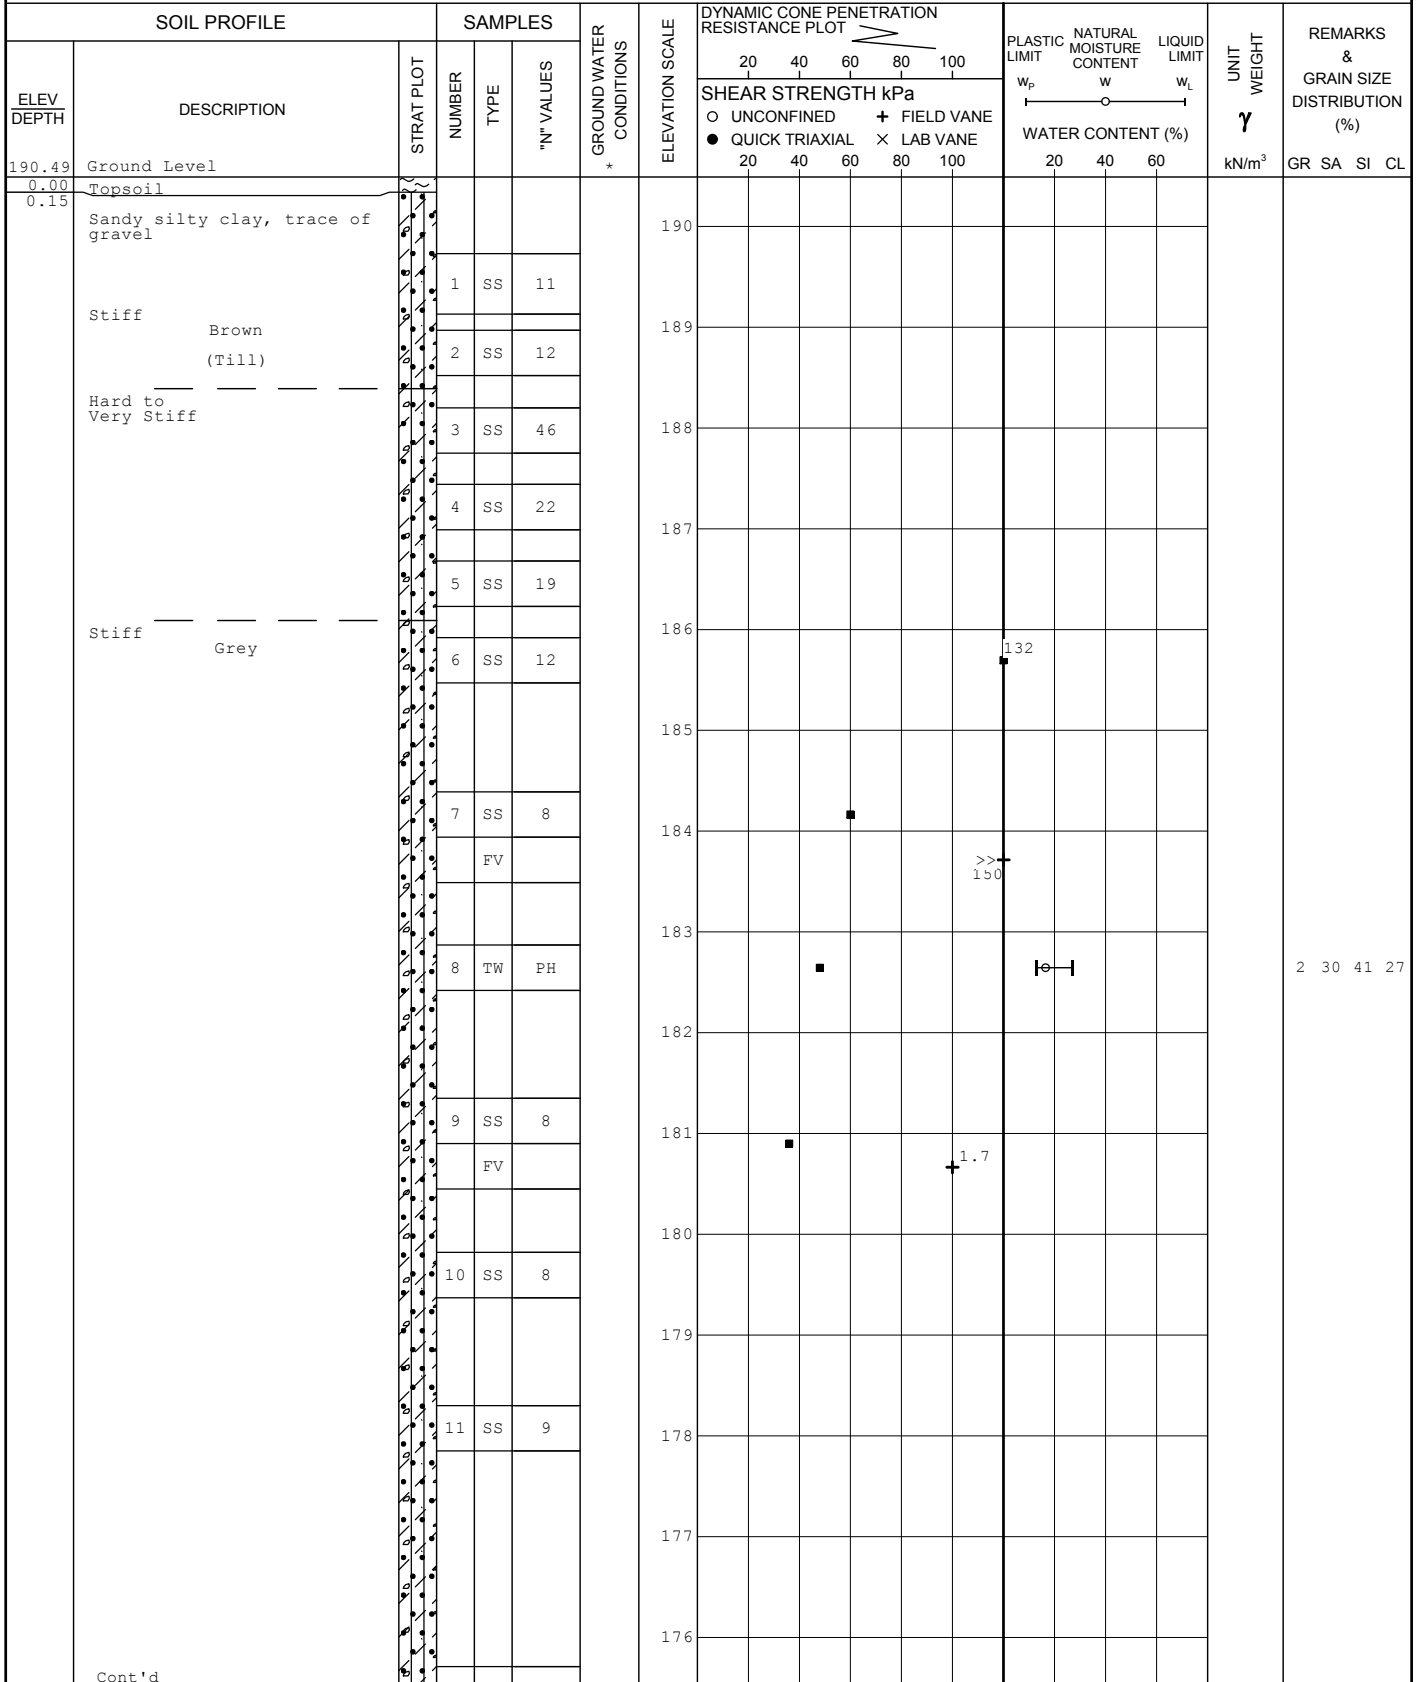 SOIL PROFILE
SAMPLES
GROUND WATER
CONDITIONS
*
ELEVATION SCALE
DYNAMIC CONE PENETRATION
RESISTANCE PLOT
20 40 60 80 100
SHEAR STRENGTH kPa
○ UNCONFINED + FIELD VANE
● QUICK TRIAXIAL × LAB VANE
20 40 60 80 100
PLASTIC LIMIT
NATURAL MOISTURE CONTENT
LIQUID LIMIT
WP W WL
WATER CONTENT (%)
20 40 60
UNIT WEIGHT
γ
kN/m³
REMARKS
&
GRAIN SIZE
DISTRIBUTION
(%)
GR SA SI CL
ELEV
DEPTH
DESCRIPTION
STRAT PLOT
NUMBER
TYPE
"N" VALUES
190.49 Ground Level
0.00 Topsoil
0.15
Sandy silty clay, trace of
gravel
190
1 SS 11
Stiff
189
Brown
(Till)
2 SS 12
Hard to
Very Stiff
3 SS 46
188
4 SS 22
187
5 SS 19
186
Stiff
Grey
6 SS 12
132
185
7 SS 8
184
FV
>>
150
183
8 TW PH
2 30 41 27
182
9 SS 8
181
FV
1.7
180
10 SS 8
179
11 SS 9
178
177
176
Cont'd